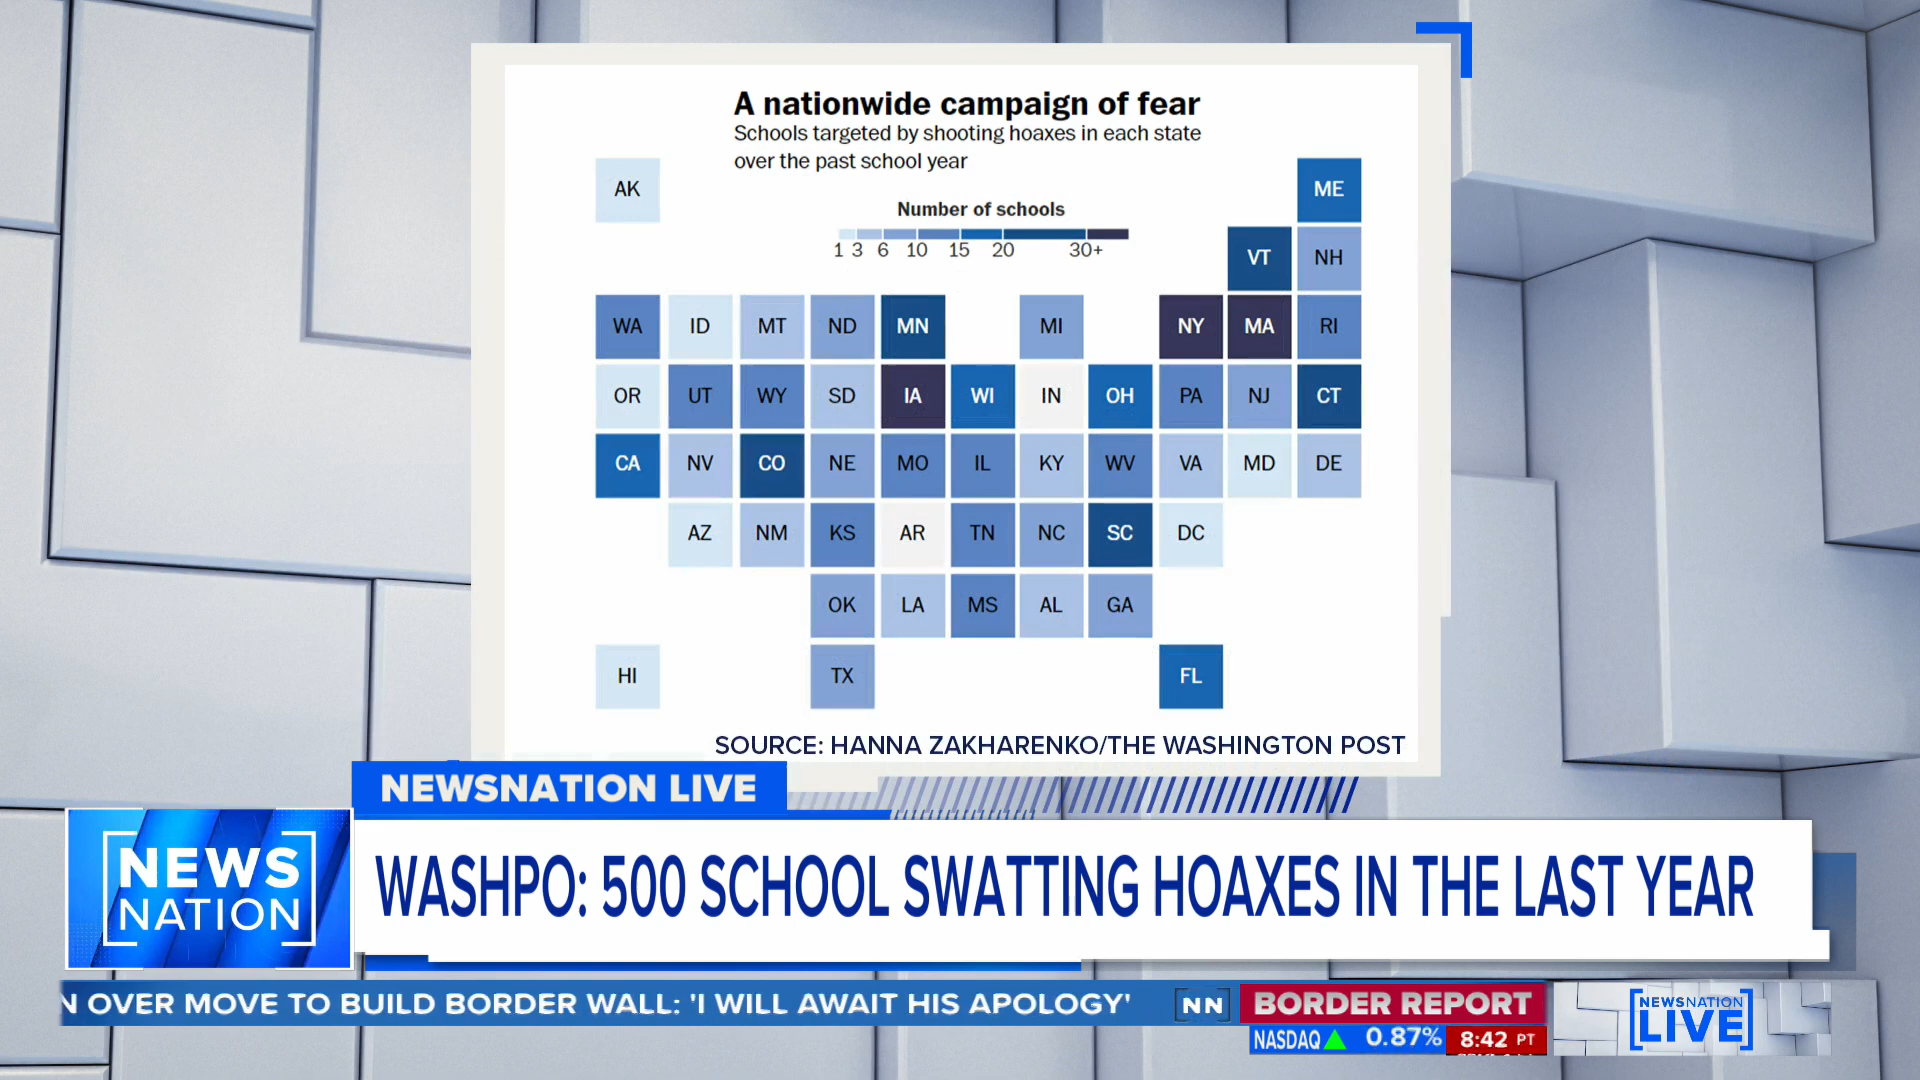 A nationwide campaign of fear
Schools targeted by shooting hoaxes in each state
over the past school year
Number of schools
1 3 6 10 15 20 30+
AK ME
VT NH
WA ID MT ND MN MI NY MA RI
OR UT WY SD IA WI IN OH PA NJ CT
CA NV CO NE MO IL KY WV VA MD DE
AZ NM KS AR TN NC SC DC
OK LA MS AL GA
HI TX FL
SOURCE: HANNA ZAKHARENKO/THE WASHINGTON POST
NEWSNATION LIVE
NEWS
NATION
WASHPO: 500 SCHOOL SWATTING HOAXES IN THE LAST YEAR
N OVER MOVE TO BUILD BORDER WALL: 'I WILL AWAIT HIS APOLOGY'
NN
BORDER REPORT
NASDAQ 0.87% 8:42 PT
NEWSNATION
LIVE